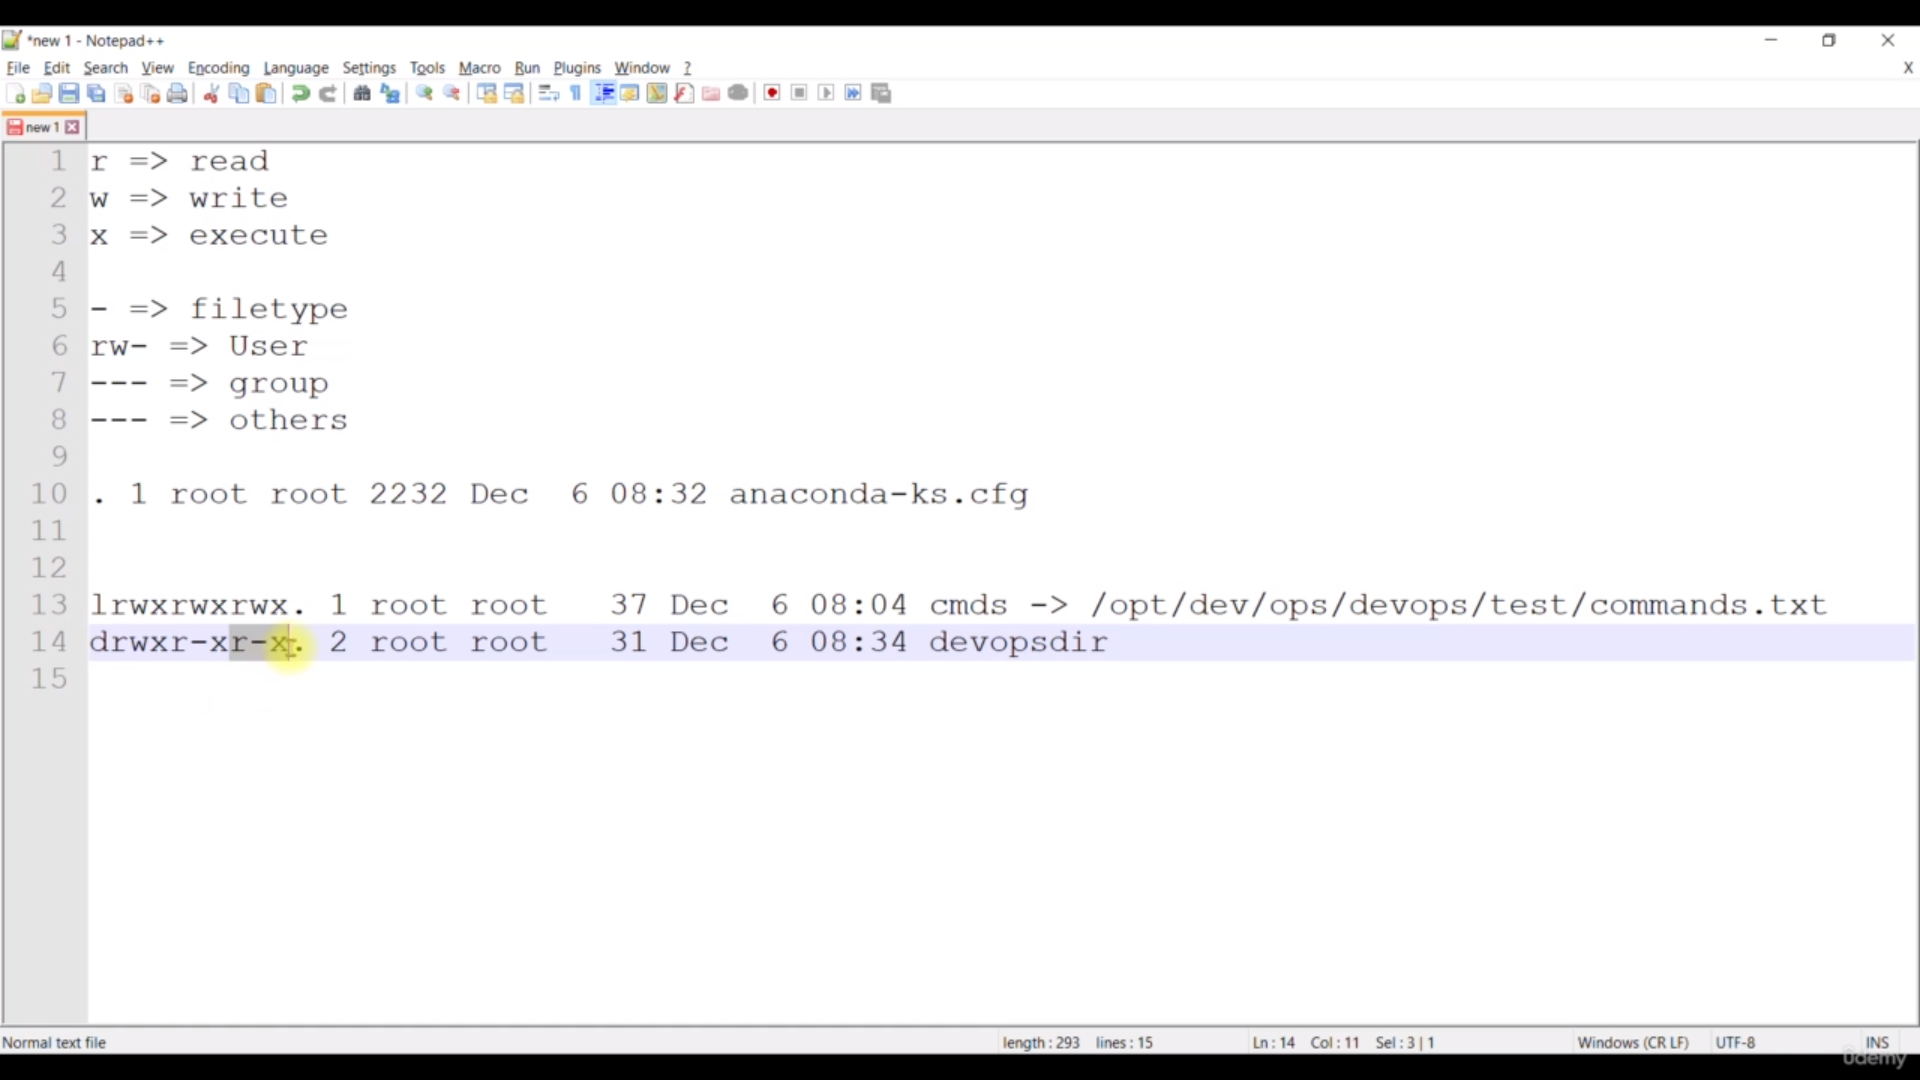 *new 1 - Notepad++
File Edit Search View Encoding Language Settings Tools Macro Run Plugins Window ? X
new 1
1 r => read
2 w => write
3 x => execute
4
5 - => filetype
6 rw- => User
7 --- => group
8 --- => others
9
10 . 1 root root 2232 Dec  6 08:32 anaconda-ks.cfg
11
12
13 lrwxrwxrwx. 1 root root   37 Dec  6 08:04 cmds -> /opt/dev/ops/devops/test/commands.txt
14 drwxr-xr-x. 2 root root   31 Dec  6 08:34 devopsdir
15
Normal text file length : 293 lines : 15 Ln : 14 Col : 11 Sel : 3 | 1 Windows (CR LF) UTF-8 INS
ûdemy